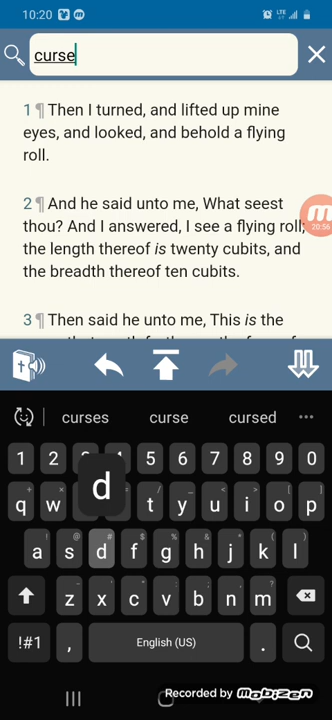 10:20
LTE
curse
1 ¶ Then I turned, and lifted up mine
eyes, and looked, and behold a flying
roll.
2 ¶ And he said unto me, What seest
thou? And I answered, I see a flying roll;
the length thereof is twenty cubits, and
the breadth thereof ten cubits.
3 ¶ Then said he unto me, This is the
20:56
curses curse cursed
1 2 3 4 5 6 7 8 9 0
d
q w t y u i o p
a s d f g h j k l
z x c v b n m
!#1 , English (US) .
Recorded by mobizen